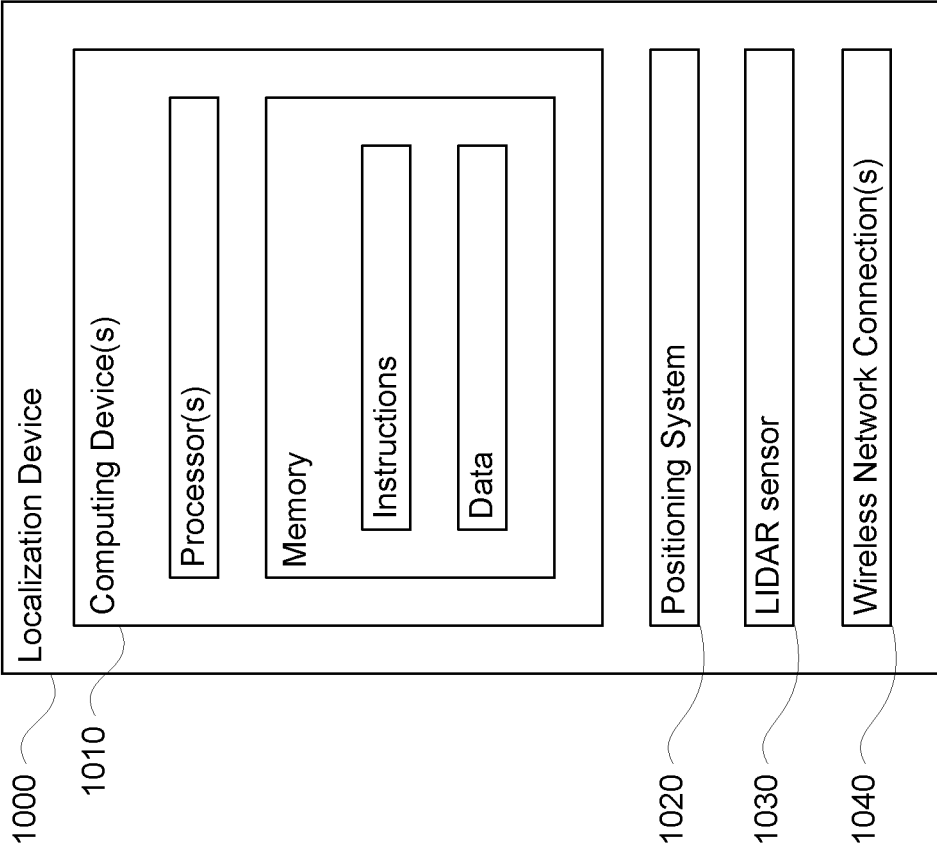 Localization Device
Computing Device(s)
Processor(s)
Memory
Instructions
Data
Positioning System
LIDAR sensor
Wireless Network Connection(s)
1000
1010
1020
1030
1040